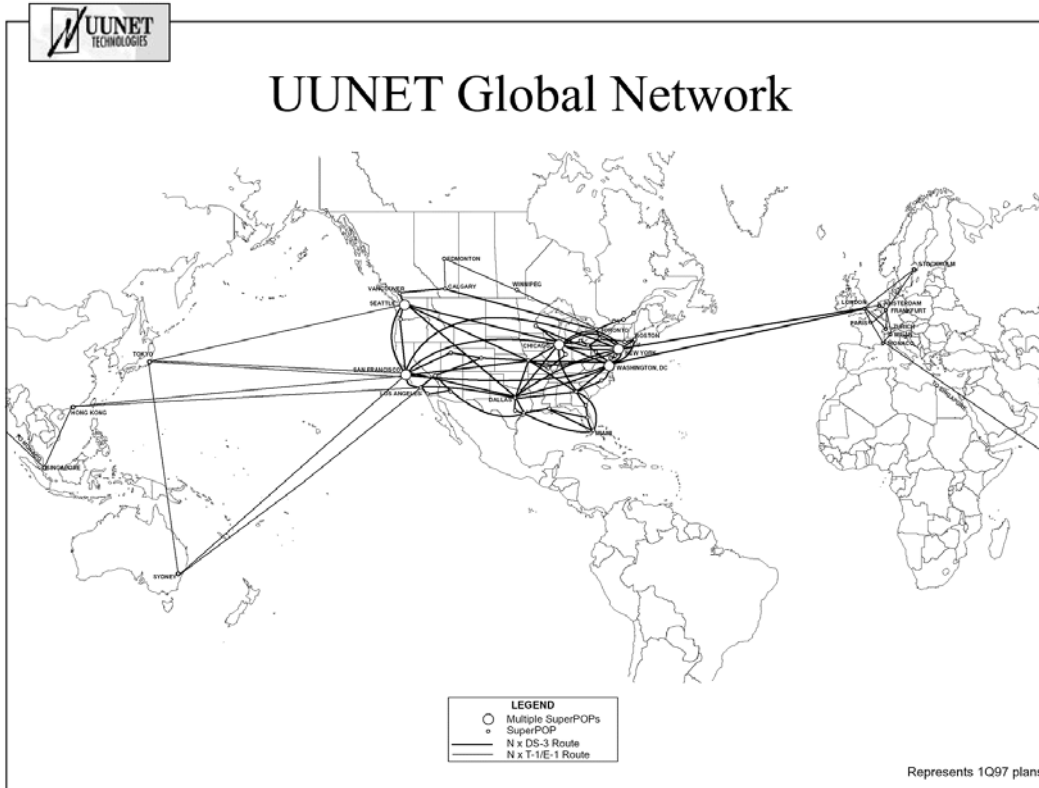 UUNET
TECHNOLOGIES
UUNET Global Network
STOCKHOLM
EDMONTON
CALGARY
WINNIPEG
VANCOUVER
SEATTLE
LONDON
AMSTERDAM
FRANKFURT
PARIS
TORONTO
BOSTON
CHICAGO
NEW YORK
MONACO
TOKYO
SAN FRANCISCO
WASHINGTON, DC
LOS ANGELES
DALLAS
TO SINGAPORE
HONG KONG
MIAMI
SINGAPORE
SYDNEY
LEGEND
Multiple SuperPOPs
SuperPOP
N x DS-3 Route
N x T-1/E-1 Route
Represents 1Q97 plans